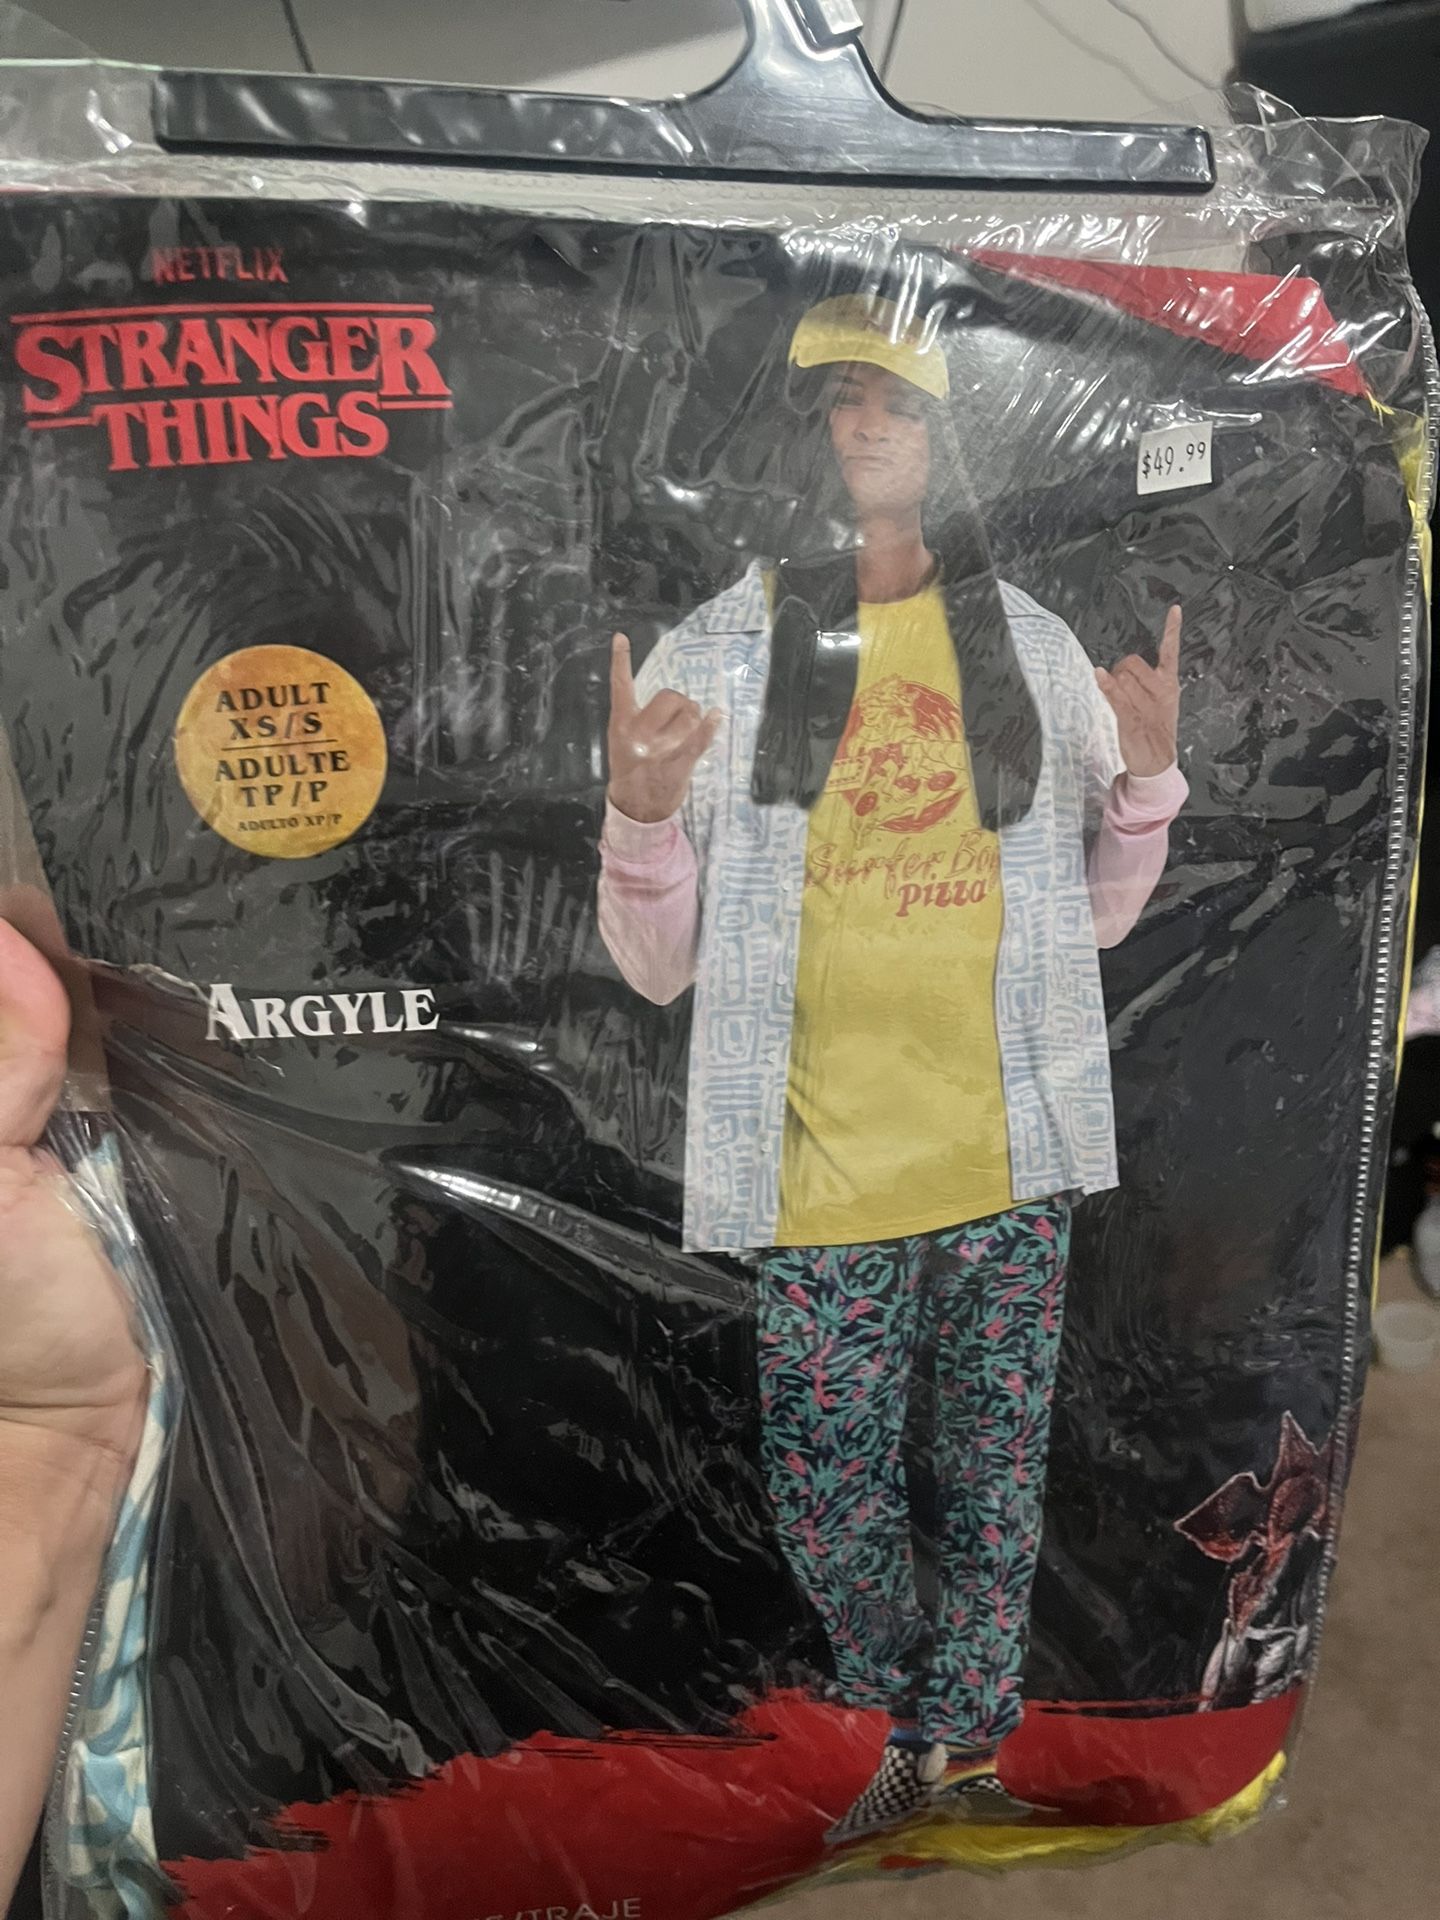 NETFLIX
STRANGER
THINGS
$49.99
ADULT
XS/S
ADULTE
TP/P
ADULTO XP/P
Surfer Boy
Pizza
ARGYLE
/TRAJE